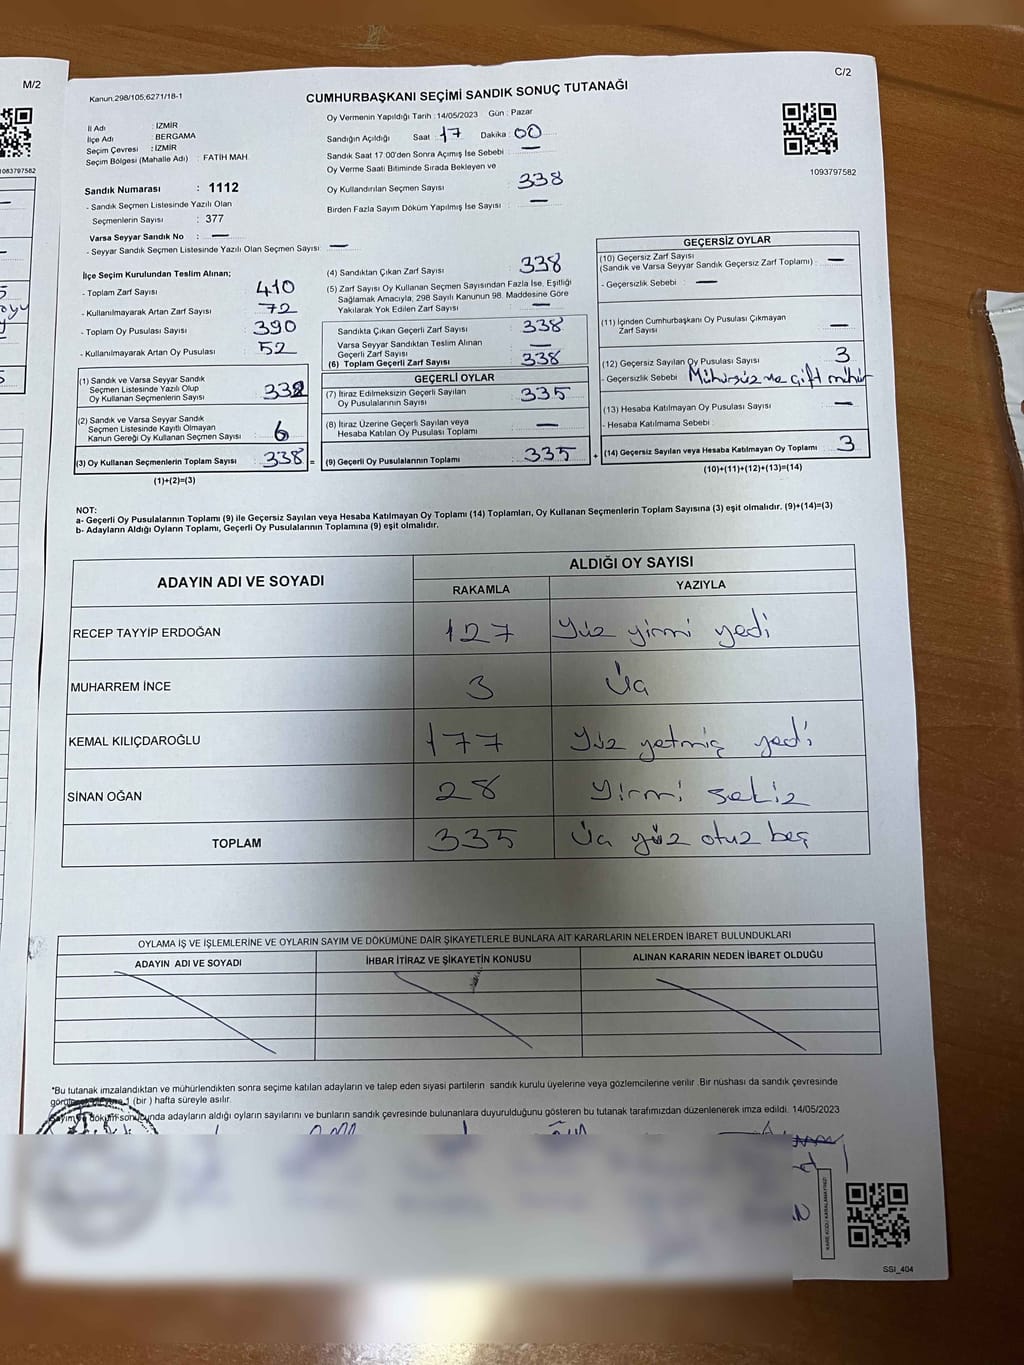 M/2
1083797582
C/2
Kanun.298/105,6271/18-1
CUMHURBAŞKANI SEÇİMİ SANDIK SONUÇ TUTANAĞI
1093797582
İl Adı : İZMİR
İlçe Adı : BERGAMA
Seçim Çevresi : İZMİR
Seçim Bölgesi (Mahalle Adı) : FATİH MAH.
Sandık Numarası : 1112
- Sandık Seçmen Listesinde Yazılı Olan
Seçmenlerin Sayısı : 377
Varsa Seyyar Sandık No : —
- Seyyar Sandık Seçmen Listesinde Yazılı Olan Seçmen Sayısı : —
Oy Vermenin Yapıldığı Tarih :14/05/2023 Gün : Pazar
Sandığın Açıldığı Saat : 17 Dakika : 00
Sandık Saat 17:00'den Sonra Açımış İse Sebebi : —
Oy Verme Saati Bitiminde Sırada Bekleyen ve
Oy Kullandırılan Seçmen Sayısı : 338
Birden Fazla Sayım Döküm Yapılmış İse Sayısı : —
İlçe Seçim Kurulundan Teslim Alınan;
- Toplam Zarf Sayısı : 410
- Kullanılmayarak Artan Zarf Sayısı : 72
- Toplam Oy Pusulası Sayısı : 390
- Kullanılmayarak Artan Oy Pusulası : 52
(1) Sandık ve Varsa Seyyar Sandık
Seçmen Listesinde Yazılı Olup
Oy Kullanan Seçmenlerin Sayısı :
(2) Sandık ve Varsa Seyyar Sandık
Seçmen Listesinde Kayıtlı Olmayan
Kanun Gereği Oy Kullanan Seçmen Sayısı : 6
(3) Oy Kullanan Seçmenlerin Toplam Sayısı : 338 =
(1)+(2)=(3)
(4) Sandıktan Çıkan Zarf Sayısı : 338
(5) Zarf Sayısı Oy Kullanan Seçmen Sayısından Fazla İse, Eşitliği
Sağlamak Amacıyla, 298 Sayılı Kanunun 98. Maddesine Göre
Yakılarak Yok Edilen Zarf Sayısı : —
Sandıkta Çıkan Geçerli Zarf Sayısı : 338
Varsa Seyyar Sandıktan Teslim Alınan
Geçerli Zarf Sayısı : —
(6) Toplam Geçerli Zarf Sayısı : 338
GEÇERLİ OYLAR
(7) İtiraz Edilmeksizin Geçerli Sayılan
Oy Pusulalarının Sayısı : 335
(8) İtiraz Üzerine Geçerli Sayılan veya
Hesaba Katılan Oy Pusulası Toplamı : —
(9) Geçerli Oy Pusulalarının Toplamı : 335 +
GEÇERSİZ OYLAR
(10) Geçersiz Zarf Sayısı
(Sandık ve Varsa Seyyar Sandık Geçersiz Zarf Toplamı) : —
- Geçersizlik Sebebi : —
(11) İçinden Cumhurbaşkanı Oy Pusulası Çıkmayan
Zarf Sayısı : —
(12) Geçersiz Sayılan Oy Pusulası Sayısı : 3
- Geçersizlik Sebebi : Mühürsüz ve çift mühür
(13) Hesaba Katılmayan Oy Pusulası Sayısı : —
- Hesaba Katılmama Sebebi :
(14) Geçersiz Sayılan veya Hesaba Katılmayan Oy Toplamı : 3
(10)+(11)+(12)+(13)=(14)
NOT:
a- Geçerli Oy Pusulalarının Toplamı (9) ile Geçersiz Sayılan veya Hesaba Katılmayan Oy Toplamı (14) Toplamları, Oy Kullanan Seçmenlerin Toplam Sayısına (3) eşit olmalıdır. (9)+(14)=(3)
b- Adayların Aldığı Oyların Toplamı, Geçerli Oy Pusulalarının Toplamına (9) eşit olmalıdır.
ADAYIN ADI VE SOYADI ALDIĞI OY SAYISI
RAKAMLA YAZIYLA
RECEP TAYYİP ERDOĞAN 127 Yüz yirmi yedi
MUHARREM İNCE 3 Üç
KEMAL KILIÇDAROĞLU 177 Yüz yetmiş yedi
SİNAN OĞAN 28 Yirmi sekiz
TOPLAM 335 Üç yüz otuz beş
OYLAMA İŞ VE İŞLEMLERİNE VE OYLARIN SAYIM VE DÖKÜMÜNE DAİR ŞİKAYETLERLE BUNLARA AİT KARARLARIN NELERDEN İBARET BULUNDUKLARI
ADAYIN ADI VE SOYADI İHBAR İTİRAZ VE ŞİKAYETİN KONUSU ALINAN KARARIN NEDEN İBARET OLDUĞU
*Bu tutanak imzalandıktan ve mühürlendikten sonra seçime katılan adayların ve talep eden siyasi partilerin sandık kurulu üyelerine veya gözlemcilerine verilir .Bir nüshası da sandık çevresinde
1 (bir ) hafta süreyle asılır.
Sayım ve döküm sonucunda adayların aldığı oyların sayılarını ve bunların sandık çevresinde bulunanlara duyurulduğunu gösteren bu tutanak tarafımızdan düzenlenerek imza edildi. 14/05/2023
SSI_404